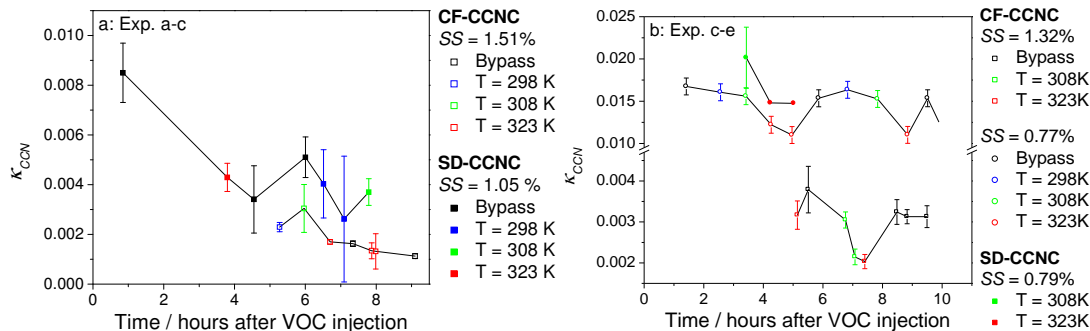 a: Exp. a-c
0.010
0.008
0.006
0.004
0.002
0.000
κCCN
0
2
4
6
8
Time / hours after VOC injection
CF-CCNC
SS = 1.51%
Bypass
T = 298 K
T = 308 K
T = 323 K
SD-CCNC
SS = 1.05 %
Bypass
T = 298 K
T = 308 K
T = 323 K
b: Exp. c-e
0.025
0.020
0.015
0.010
0.003
0.002
κCCN
0
2
4
6
8
10
Time / hours after VOC injection
CF-CCNC
SS = 1.32%
Bypass
T = 308K
T = 323 K
SS = 0.77%
Bypass
T = 298K
T = 308K
T = 323K
SD-CCNC
SS = 0.79%
T = 308K
T = 323K